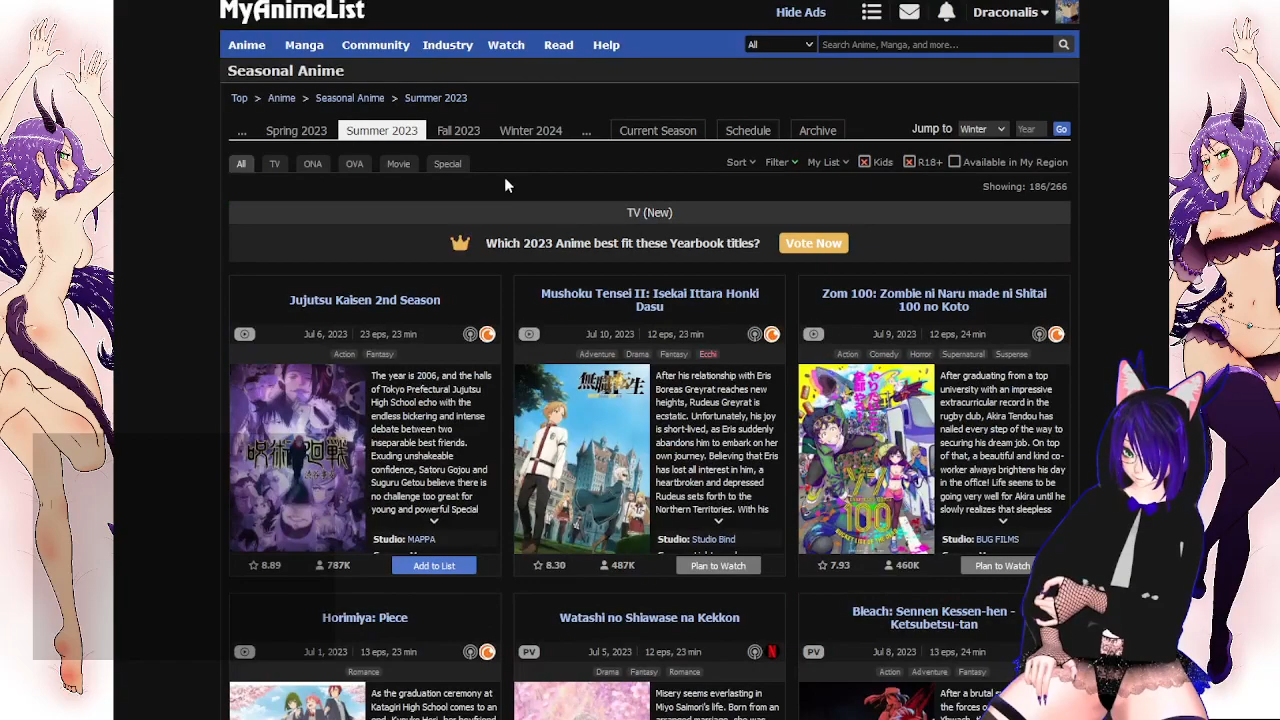 MyAnimeList
Hide Ads Draconalis
Anime Manga Community Industry Watch Read Help All Search Anime, Manga, and more...
Seasonal Anime
Top > Anime > Seasonal Anime > Summer 2023
... Spring 2023 Summer 2023 Fall 2023 Winter 2024 ... Current Season Schedule Archive Jump to Winter Year Go
All TV ONA OVA Movie Special Sort Filter My List Kids R18+ Available in My Region
Showing: 186/266
TV (New)
Which 2023 Anime best fit these Yearbook titles? Vote Now
Jujutsu Kaisen 2nd Season
Jul 6, 2023 23 eps, 23 min
Action Fantasy
The year is 2006, and the halls
of Tokyo Prefectural Jujutsu
High School echo with the
endless bickering and intense
debate between two
inseparable best friends.
Exuding unshakeable
confidence, Satoru Gojou and
Suguru Getou believe there is
no challenge too great for
young and powerful Special
Studio: MAPPA
8.89 787K Add to List
Mushoku Tensei II: Isekai Ittara Honki
Dasu
Jul 10, 2023 12 eps, 23 min
Adventure Drama Fantasy Ecchi
After his relationship with Eris
Boreas Greyrat reaches new
heights, Rudeus Greyrat is
ecstatic. Unfortunately, his joy
is short-lived, as Eris suddenly
abandons him to embark on her
own journey. Believing that Eris
has lost all interest in him, a
heartbroken and depressed
Rudeus sets forth to the
Northern Territories. With his
Studio: Studio Bind
8.30 487K Plan to Watch
Zom 100: Zombie ni Naru made ni Shitai
100 no Koto
Jul 9, 2023 12 eps, 24 min
Action Comedy Horror Supernatural Suspense
After graduating from a top
university with an impressive
extracurricular record in the
rugby club, Akira Tendou has
nailed every step of the way to
securing his dream job. On top
of that, a beautiful and kind co-
worker always brightens his day
in the office! Life seems to be
going very well for Akira until he
slowly realizes that sleepless
Studio: BUG FILMS
7.93 460K Plan to Watch
Horimiya: Piece
Jul 1, 2023 13 eps, 23 min
Romance
As the graduation ceremony at
Katagiri High School comes to
Watashi no Shiawase na Kekkon
PV Jul 5, 2023 12 eps, 23 min
Drama Fantasy Romance
Misery seems everlasting in
Miyo Saimori's life. Born from an
Bleach: Sennen Kessen-hen -
Ketsubetsu-tan
PV Jul 8, 2023 13 eps, 24 min
Action Adventure Fantasy
After a brutal
the forces of